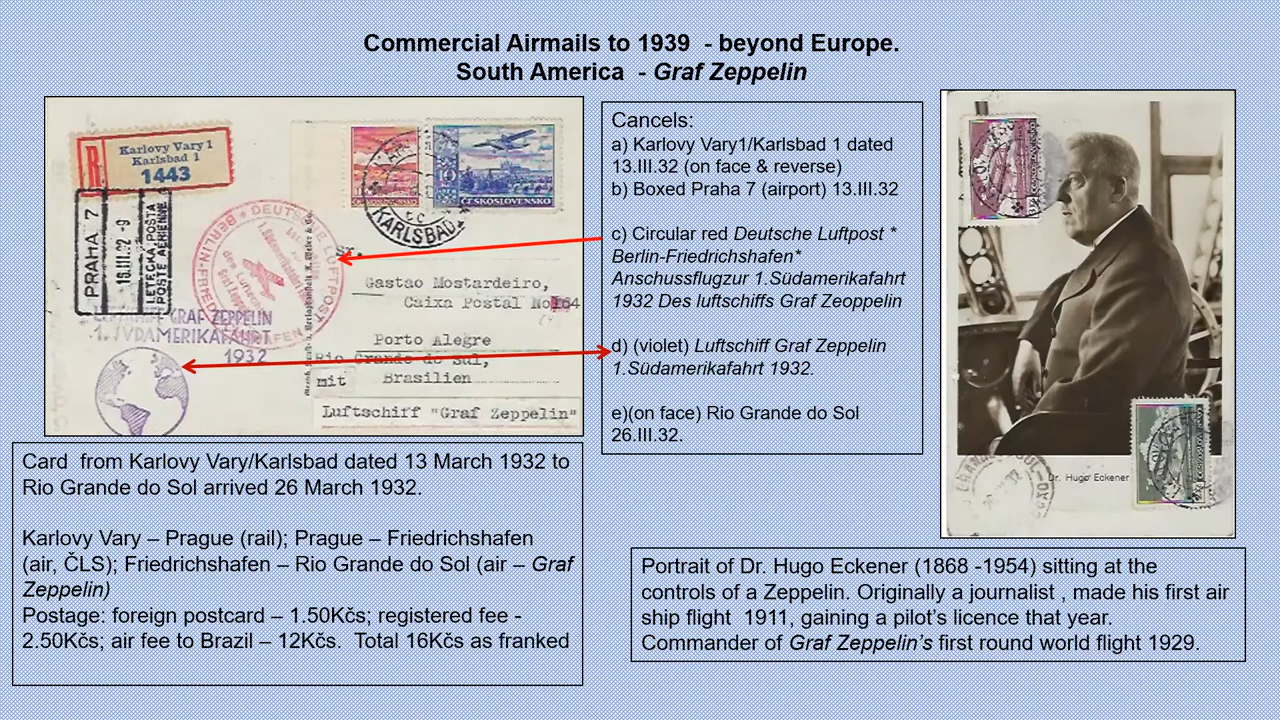 Commercial Airmails to 1939 - beyond Europe.
South America - Graf Zeppelin
R
Karlovy Vary 1
Karlsbad 1
1443
PRAHA 7
LETECKÁ POSTA
POSTE AÉRIENNE
DEUTSCHE LUFTPOST
ČESKOSLOVENSKO
KARLSBAD
GRAF ZEPPELIN
1. SÜDAMERIKAFAHRT
1932
Gastao Mostardeiro,
Caixa Postal No 164
Porto Alegre
Rio Grande do Sul,
mit Brasilien
Luftschiff "Graf Zeppelin"
Cancels:
a) Karlovy Vary1/Karlsbad 1 dated
13.III.32 (on face & reverse)
b) Boxed Praha 7 (airport) 13.III.32
c) Circular red Deutsche Luftpost *
Berlin-Friedrichshafen*
Anschussflugzur1.Südamerikafahrt
1932 Des luftschiffs Graf Zeoppelin
d) (violet) Luftschiff Graf Zeppelin
1.Südamerikafahrt 1932.
e)(on face) Rio Grande do Sol
26.III.32.
Dr. Hugo Eckener
Card from Karlovy Vary/Karlsbad dated 13 March 1932 to
Rio Grande do Sol arrived 26 March 1932.
Karlovy Vary – Prague (rail); Prague – Friedrichshafen
(air, ČLS); Friedrichshafen – Rio Grande do Sol (air – Graf
Zeppelin)
Postage: foreign postcard – 1.50Kčs; registered fee -
2.50Kčs; air fee to Brazil – 12Kčs. Total 16Kčs as franked
Portrait of Dr. Hugo Eckener (1868 -1954) sitting at the
controls of a Zeppelin. Originally a journalist , made his first air
ship flight 1911, gaining a pilot's licence that year.
Commander of Graf Zeppelin's first round world flight 1929.